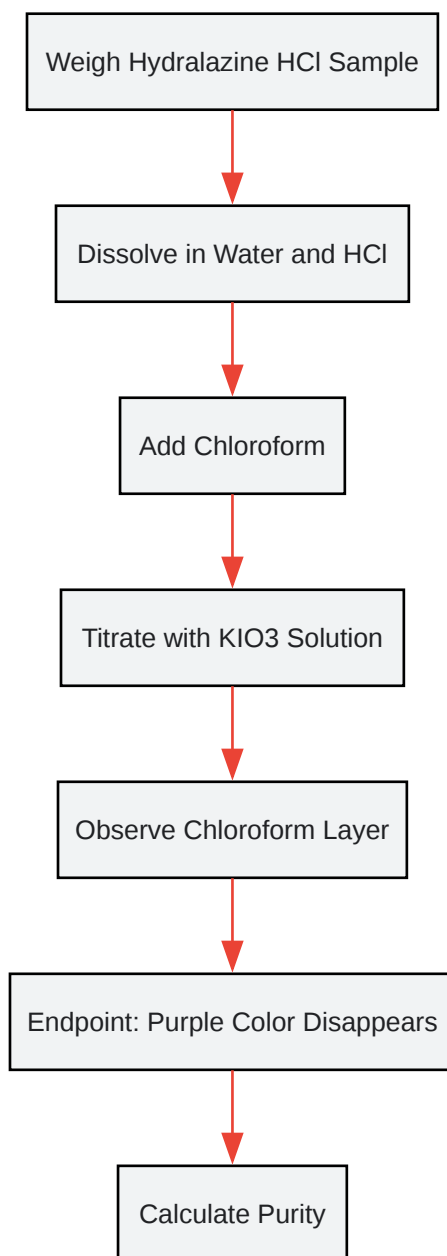 Weigh Hydralazine HCl Sample
Dissolve in Water and HCl
Add Chloroform
Titrate with KIO3 Solution
Observe Chloroform Layer
Endpoint: Purple Color Disappears
Calculate Purity